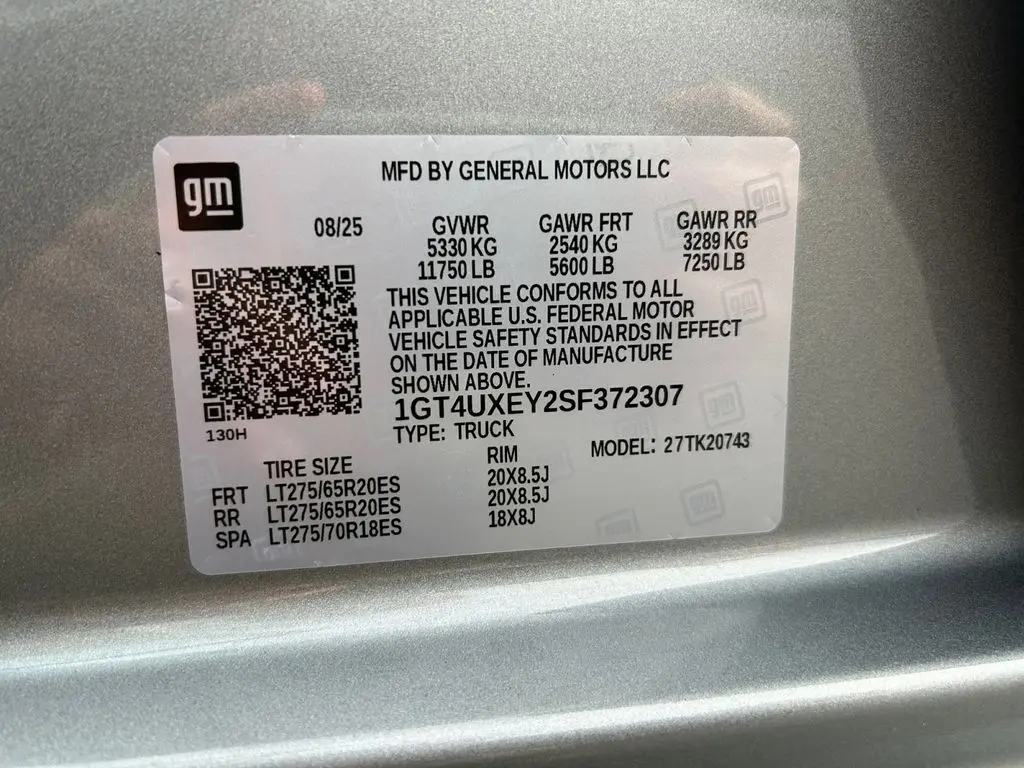 gm
MFD BY GENERAL MOTORS LLC
08/25
GVWR GAWR FRT GAWR RR
5330 KG 2540 KG 3289 KG
11750 LB 5600 LB 7250 LB
THIS VEHICLE CONFORMS TO ALL
APPLICABLE U.S. FEDERAL MOTOR
VEHICLE SAFETY STANDARDS IN EFFECT
ON THE DATE OF MANUFACTURE
SHOWN ABOVE.
1GT4UXEY2SF372307
130H
TYPE: TRUCK
MODEL: 27TK20743
TIRE SIZE RIM
FRT LT275/65R20ES 20X8.5J
RR LT275/65R20ES 20X8.5J
SPA LT275/70R18ES 18X8J